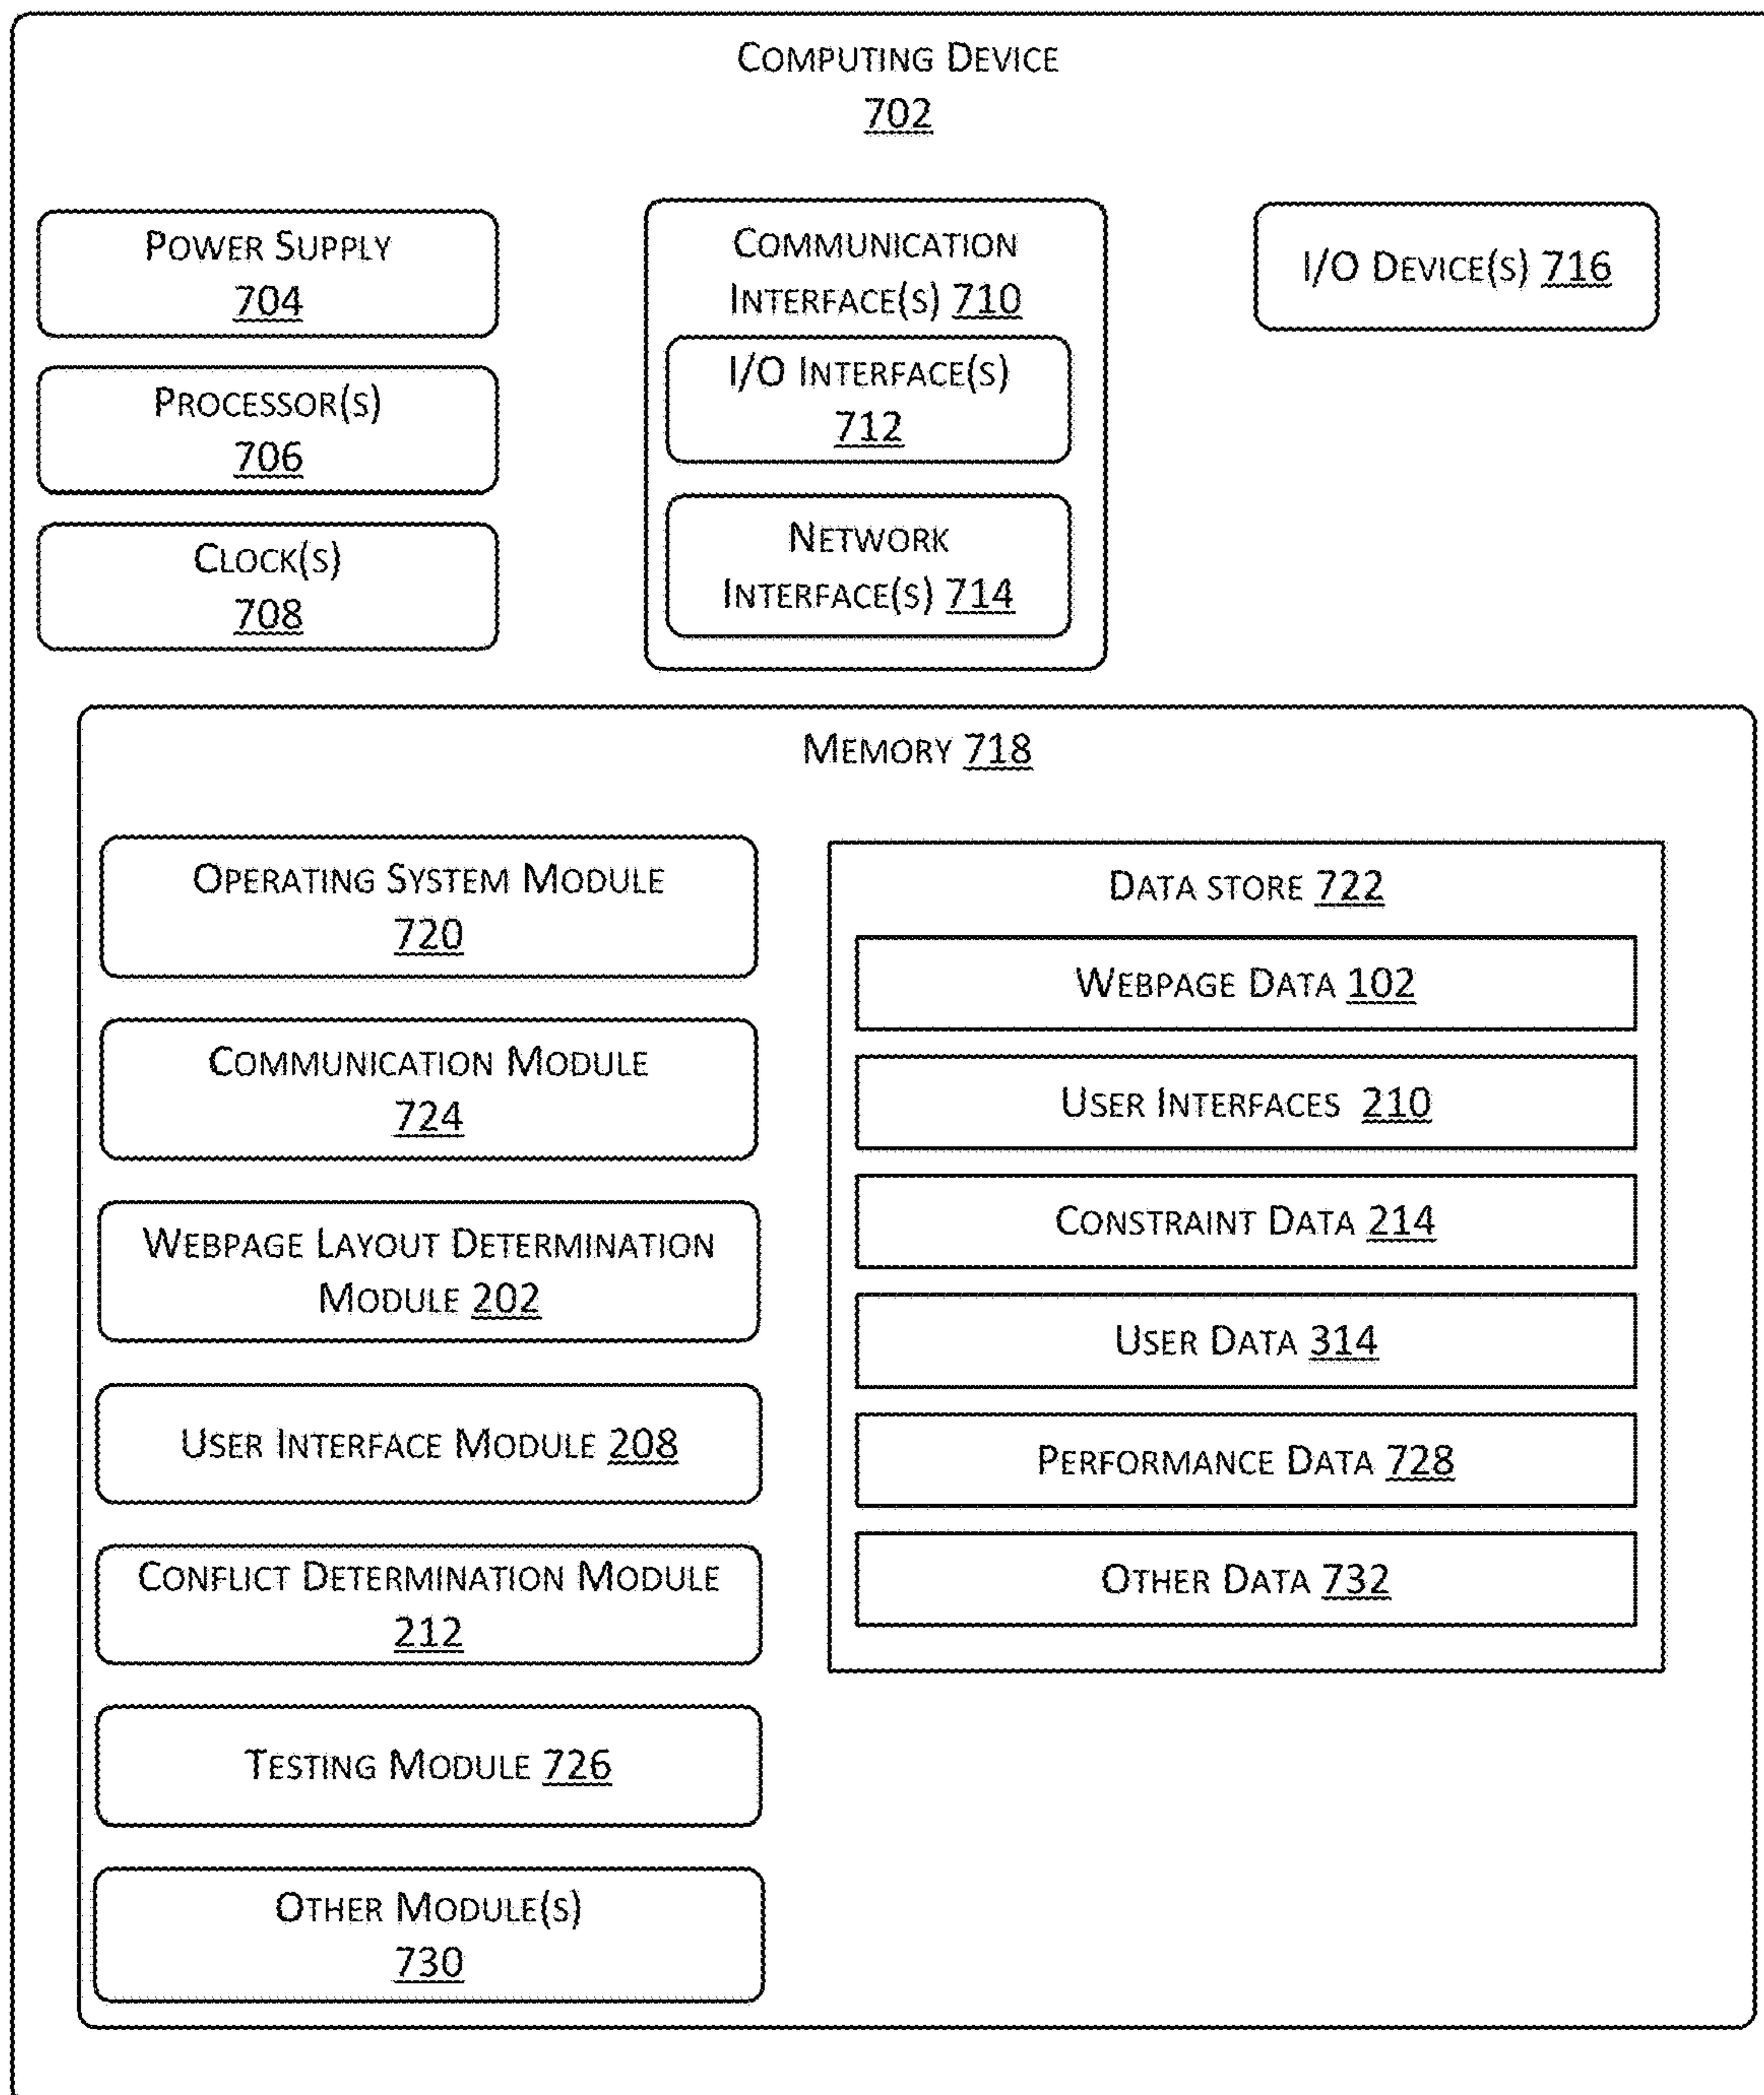 COMPUTING DEVICE
702
POWER SUPPLY
704
PROCESSOR(S)
706
CLOCK(S)
708
COMMUNICATION
INTERFACE(S) 710
I/O INTERFACE(S)
712
NETWORK
INTERFACE(S) 714
I/O DEVICE(S) 716
MEMORY 718
OPERATING SYSTEM MODULE
720
COMMUNICATION MODULE
724
WEBPAGE LAYOUT DETERMINATION
MODULE 202
USER INTERFACE MODULE 208
CONFLICT DETERMINATION MODULE
212
TESTING MODULE 726
OTHER MODULE(S)
730
DATA STORE 722
WEBPAGE DATA 102
USER INTERFACES 210
CONSTRAINT DATA 214
USER DATA 314
PERFORMANCE DATA 728
OTHER DATA 732